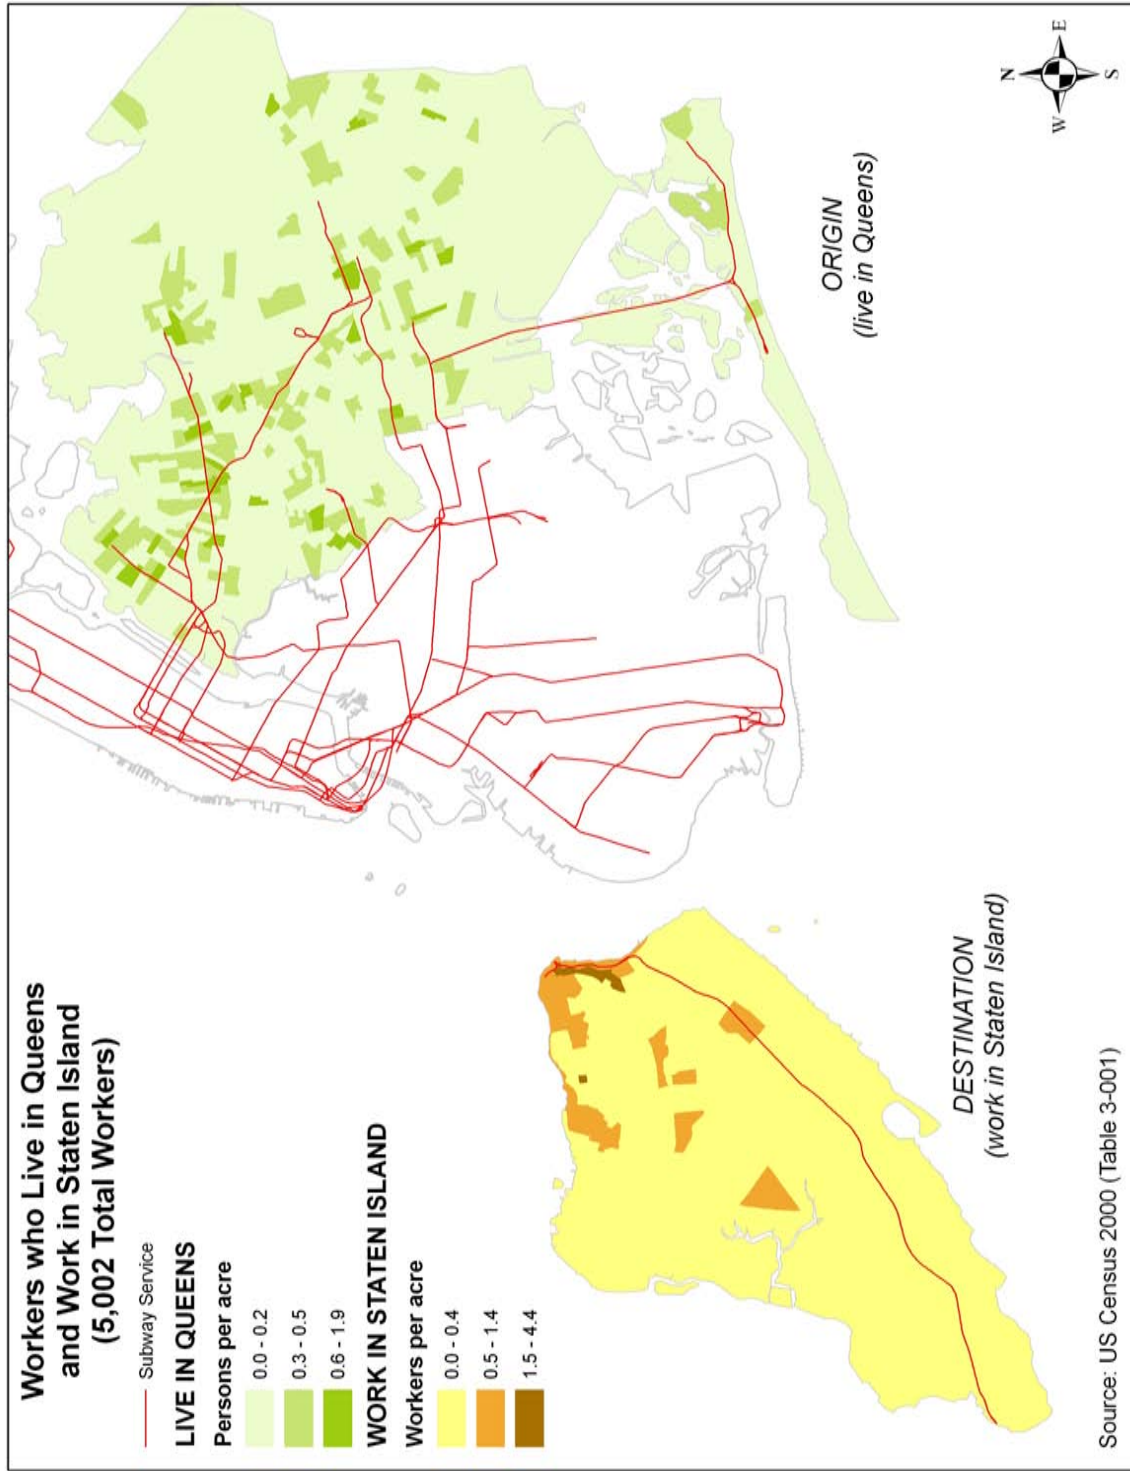 Workers who Live in Queens
and Work in Staten Island
(5,002 Total Workers)
Subway Service
LIVE IN QUEENS
Persons per acre
0.0 - 0.2
0.3 - 0.5
0.6 - 1.9
WORK IN STATEN ISLAND
Workers per acre
0.0 - 0.4
0.5 - 1.4
1.5 - 4.4
ORIGIN
(live in Queens)
DESTINATION
(work in Staten Island)
N
W
E
S
Source: US Census 2000 (Table 3-001)